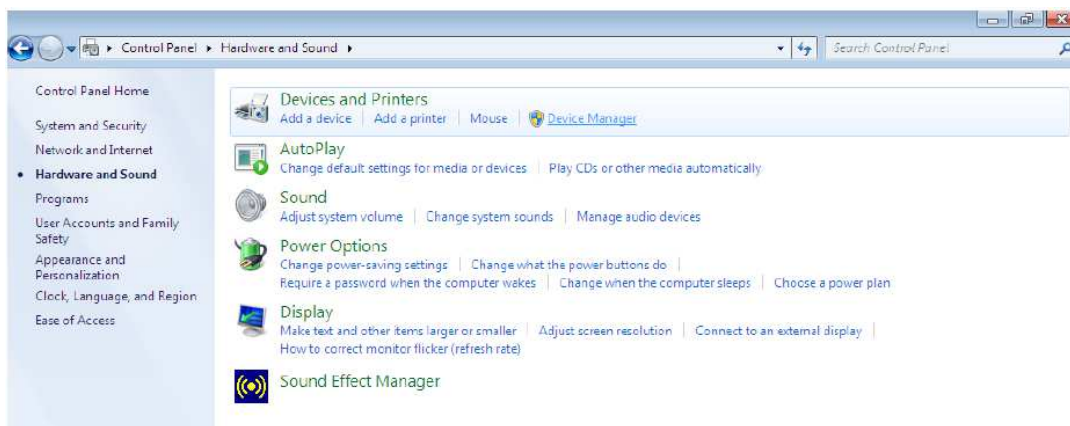 Control Panel ▸ Hardware and Sound ▸
Search Control Panel
Control Panel Home
System and Security
Network and Internet
• Hardware and Sound
Programs
User Accounts and Family
Safety
Appearance and
Personalization
Clock, Language, and Region
Ease of Access
Devices and Printers
Add a device | Add a printer | Mouse | Device Manager
AutoPlay
Change default settings for media or devices | Play CDs or other media automatically
Sound
Adjust system volume | Change system sounds | Manage audio devices
Power Options
Change power-saving settings | Change what the power buttons do |
Require a password when the computer wakes | Change when the computer sleeps | Choose a power plan
Display
Make text and other items larger or smaller | Adjust screen resolution | Connect to an external display |
How to correct monitor flicker (refresh rate)
Sound Effect Manager